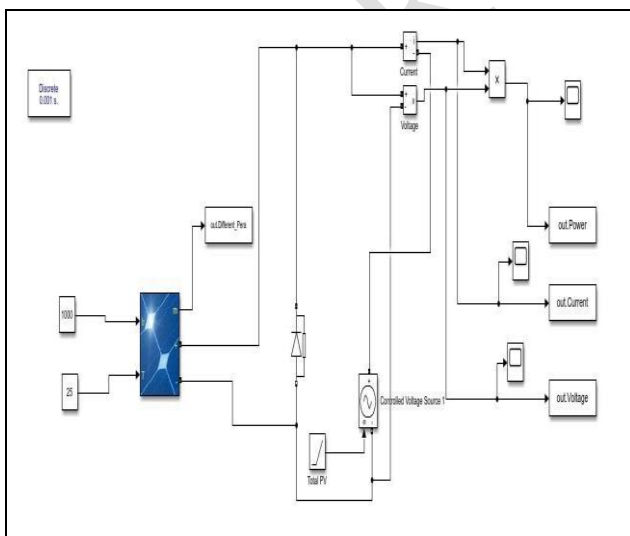 Discrete
0.001 s.
Current
Voltage
X
out.Different_Pera
out.Power
out.Current
out.Voltage
1000
25
T
m
Controlled Voltage Source 1
Total PV